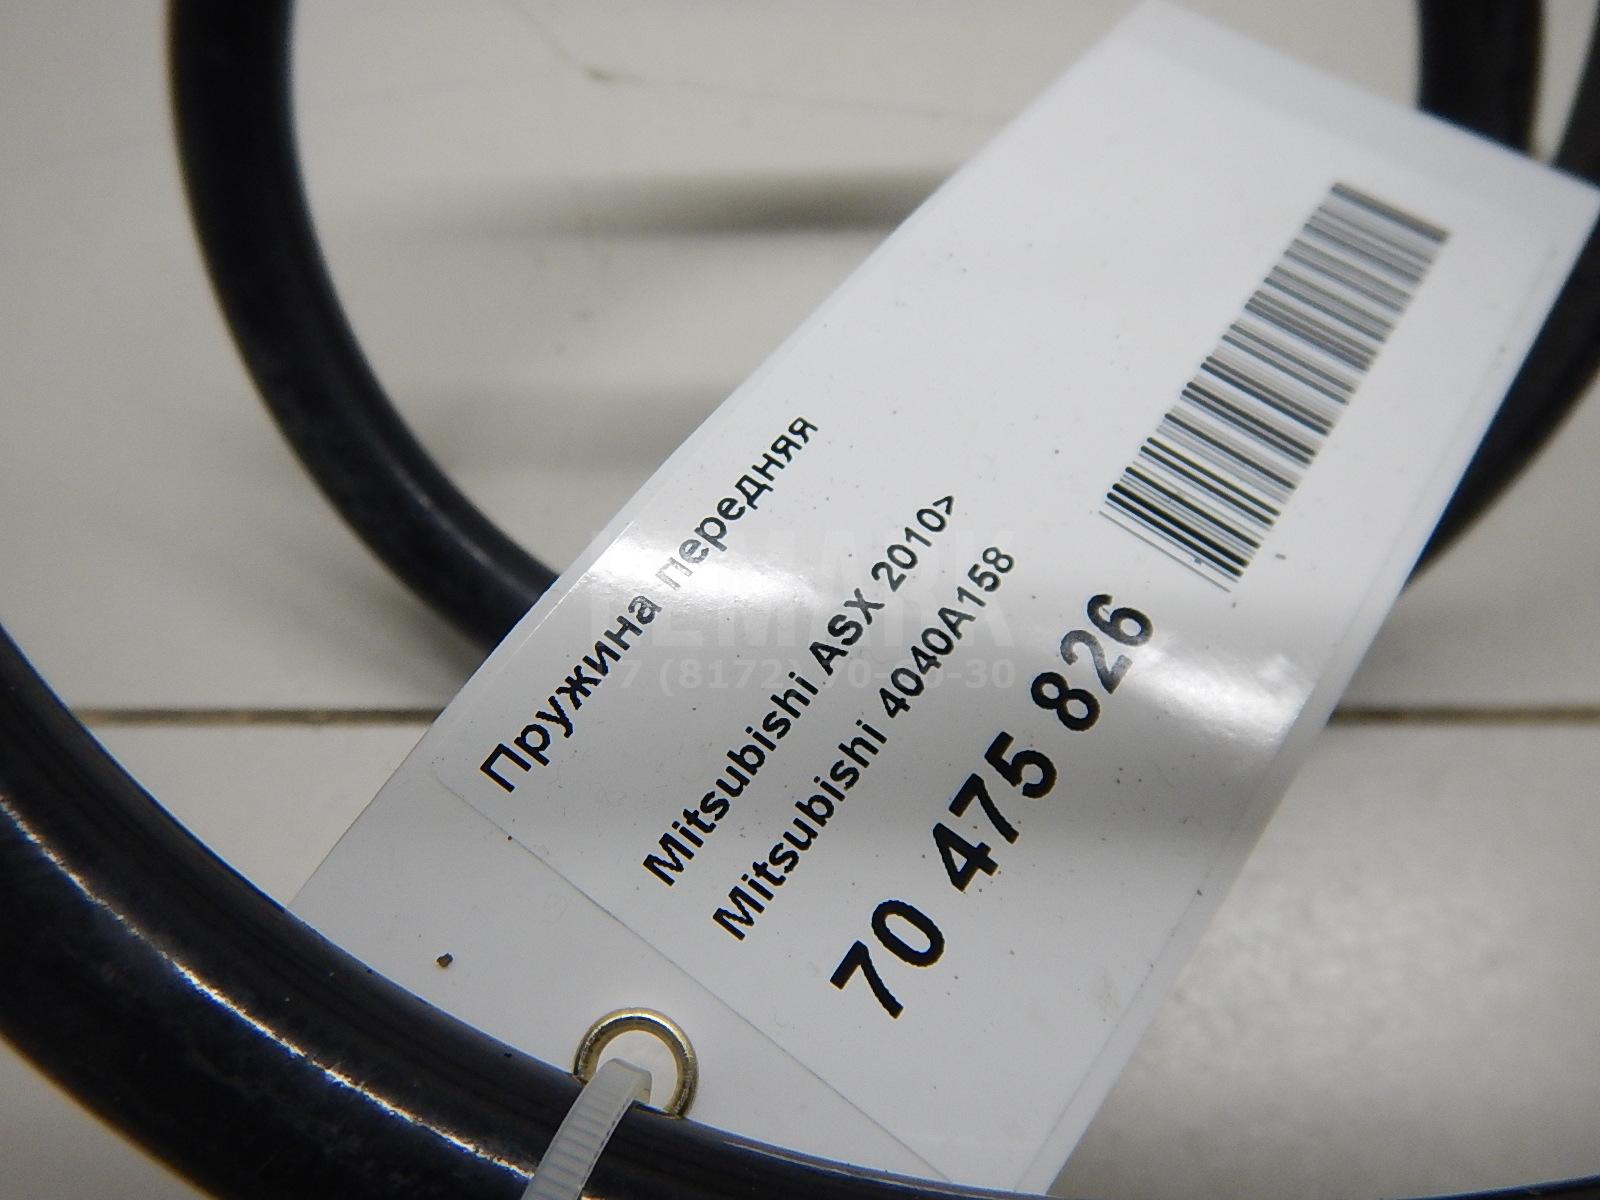 Пружина передняя
Mitsubishi ASX 2010>
Mitsubishi 4040A158
70 475 826